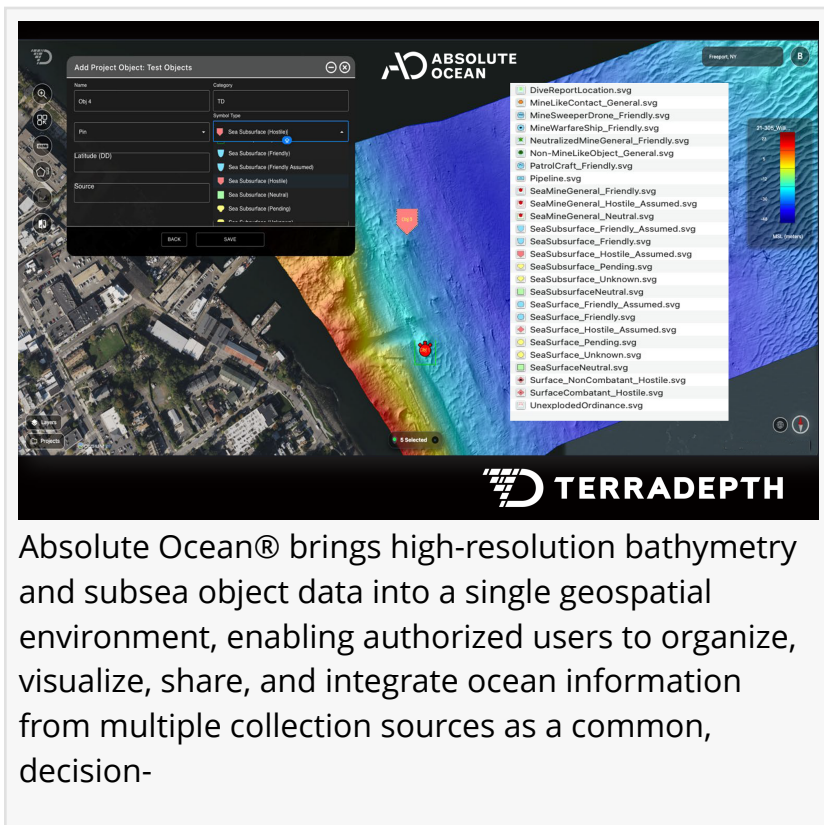 Add Project Object: Test Objects
Name
Category
Obj 4
TD
Symbol Type
Pin
Sea Subsurface (Hostile)
Latitude (DD)
Sea Subsurface (Friendly)
Sea Subsurface (Friendly Assumed)
Sea Subsurface (Hostile)
Source
Sea Subsurface (Neutral)
Sea Subsurface (Pending)
BACK
SAVE
ABSOLUTE
OCEAN
Freeport, NY
B
DiveReportLocation.svg
MineLikeContact_General.svg
MineSweeperDrone_Friendly.svg
MineWarfareShip_Friendly.svg
NeutralizedMineGeneral_Friendly.svg
Non-MineLikeObject_General.svg
PatrolCraft_Friendly.svg
Pipeline.svg
SeaMineGeneral_Friendly.svg
SeaMineGeneral_Hostile_Assumed.svg
SeaMineGeneral_Neutral.svg
SeaSubsurface_Friendly_Assumed.svg
SeaSubsurface_Friendly.svg
SeaSubsurface_Hostile_Assumed.svg
SeaSubsurface_Pending.svg
SeaSubsurface_Unknown.svg
SeaSubsurfaceNeutral.svg
SeaSurface_Friendly_Assumed.svg
SeaSurface_Friendly.svg
SeaSurface_Hostile_Assumed.svg
SeaSurface_Pending.svg
SeaSurface_Unknown.svg
SeaSurfaceNeutral.svg
Surface_NonCombatant_Hostile.svg
SurfaceCombatant_Hostile.svg
UnexplodedOrdinance.svg
MSL (meters)
Layers
Projects
5 Selected
TERRADEPTH
Absolute Ocean® brings high-resolution bathymetry
and subsea object data into a single geospatial
environment, enabling authorized users to organize,
visualize, share, and integrate ocean information
from multiple collection sources as a common,
decision-